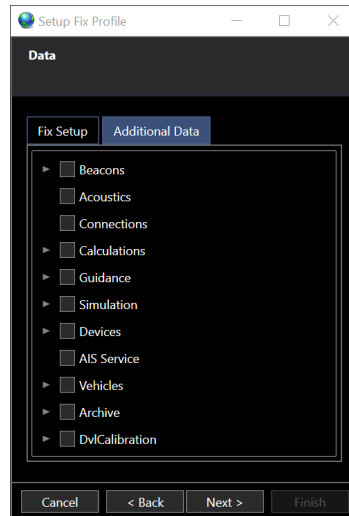 Setup Fix Profile
Data
Fix Setup Additional Data
Beacons
Acoustics
Connections
Calculations
Guidance
Simulation
Devices
AIS Service
Vehicles
Archive
DvlCalibration
Cancel < Back Next > Finish